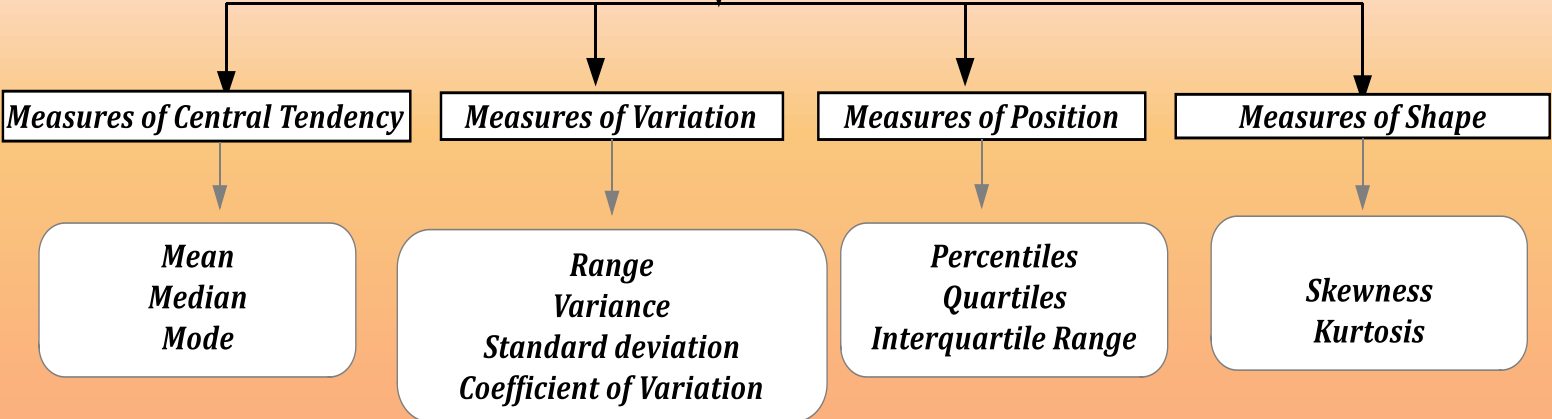 Measures of Central Tendency
Measures of Variation
Measures of Position
Measures of Shape
Mean
Median
Mode
Range
Variance
Standard deviation
Coefficient of Variation
Percentiles
Quartiles
Interquartile Range
Skewness
Kurtosis